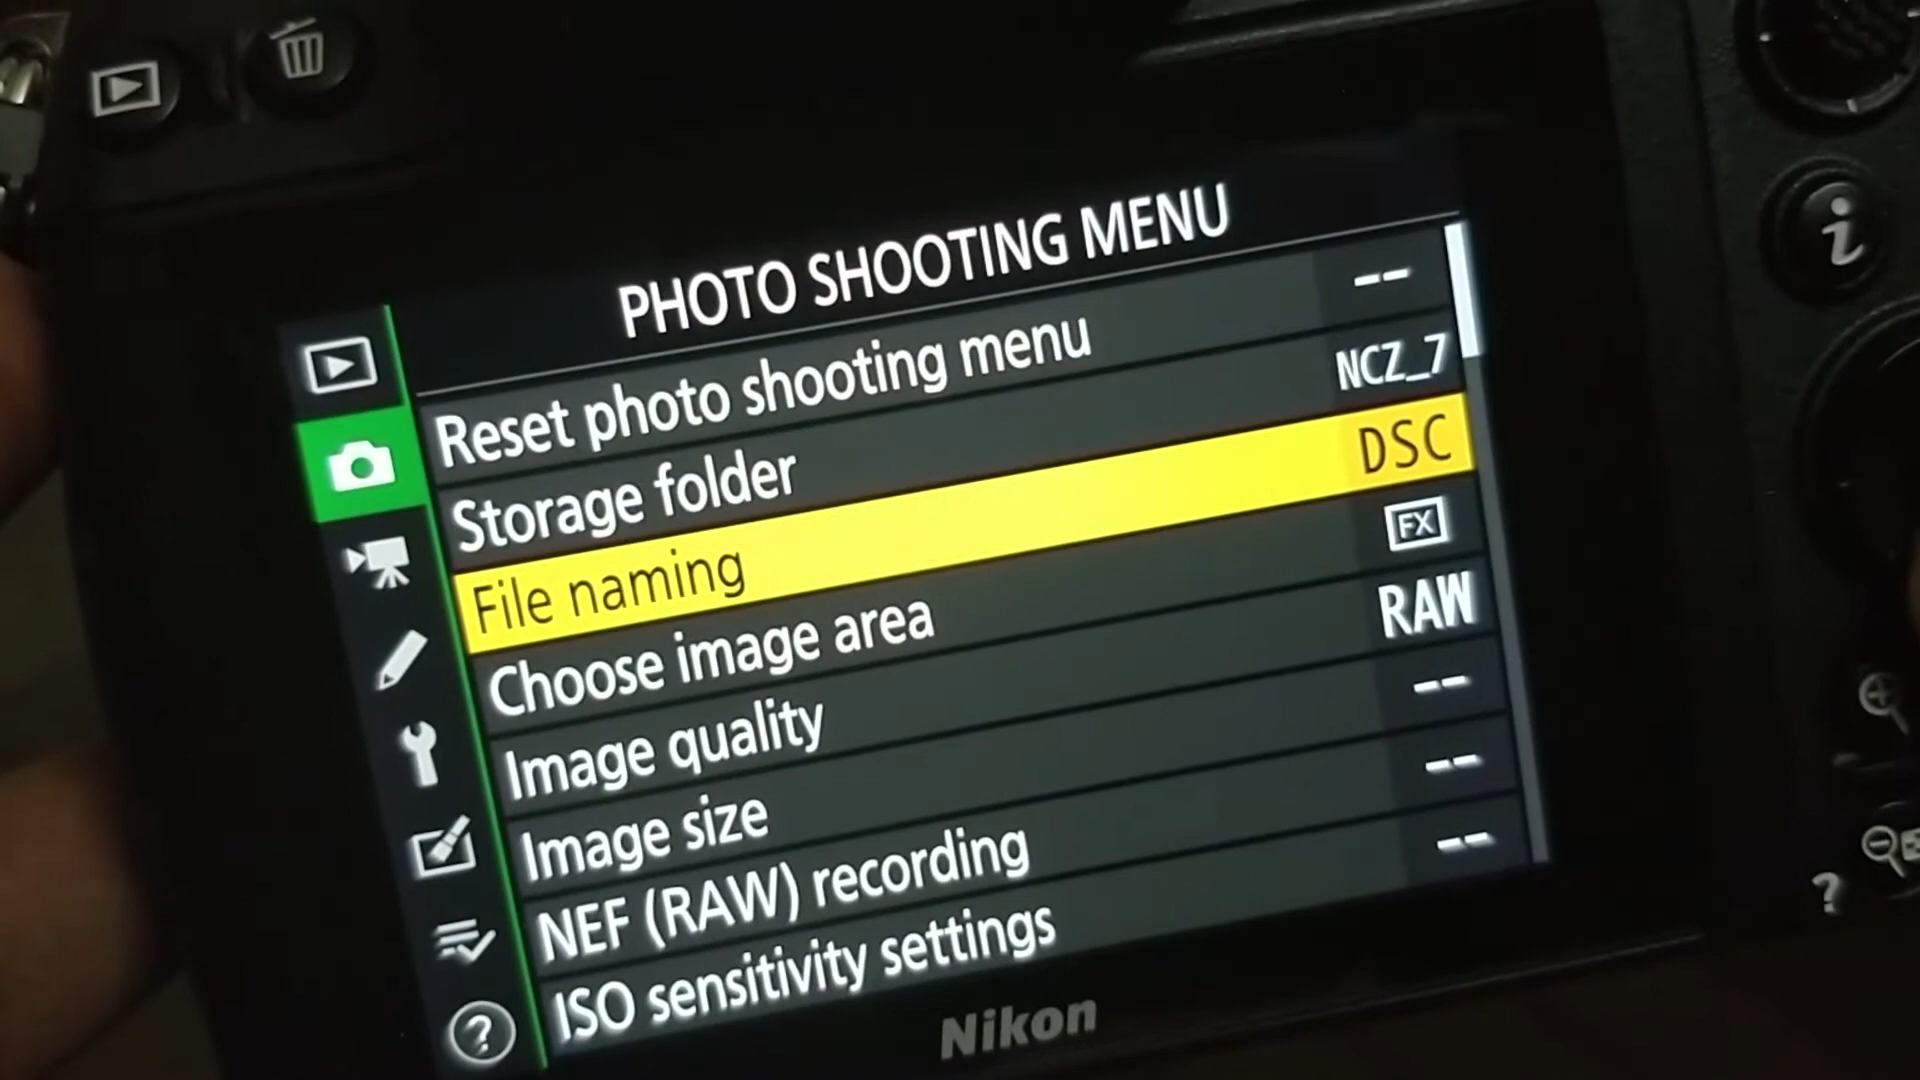 PHOTO SHOOTING MENU
Reset photo shooting menu --
Storage folder NCZ_7
File naming DSC
Choose image area FX
Image quality RAW
Image size --
NEF (RAW) recording --
ISO sensitivity settings --
Nikon
i
?
?